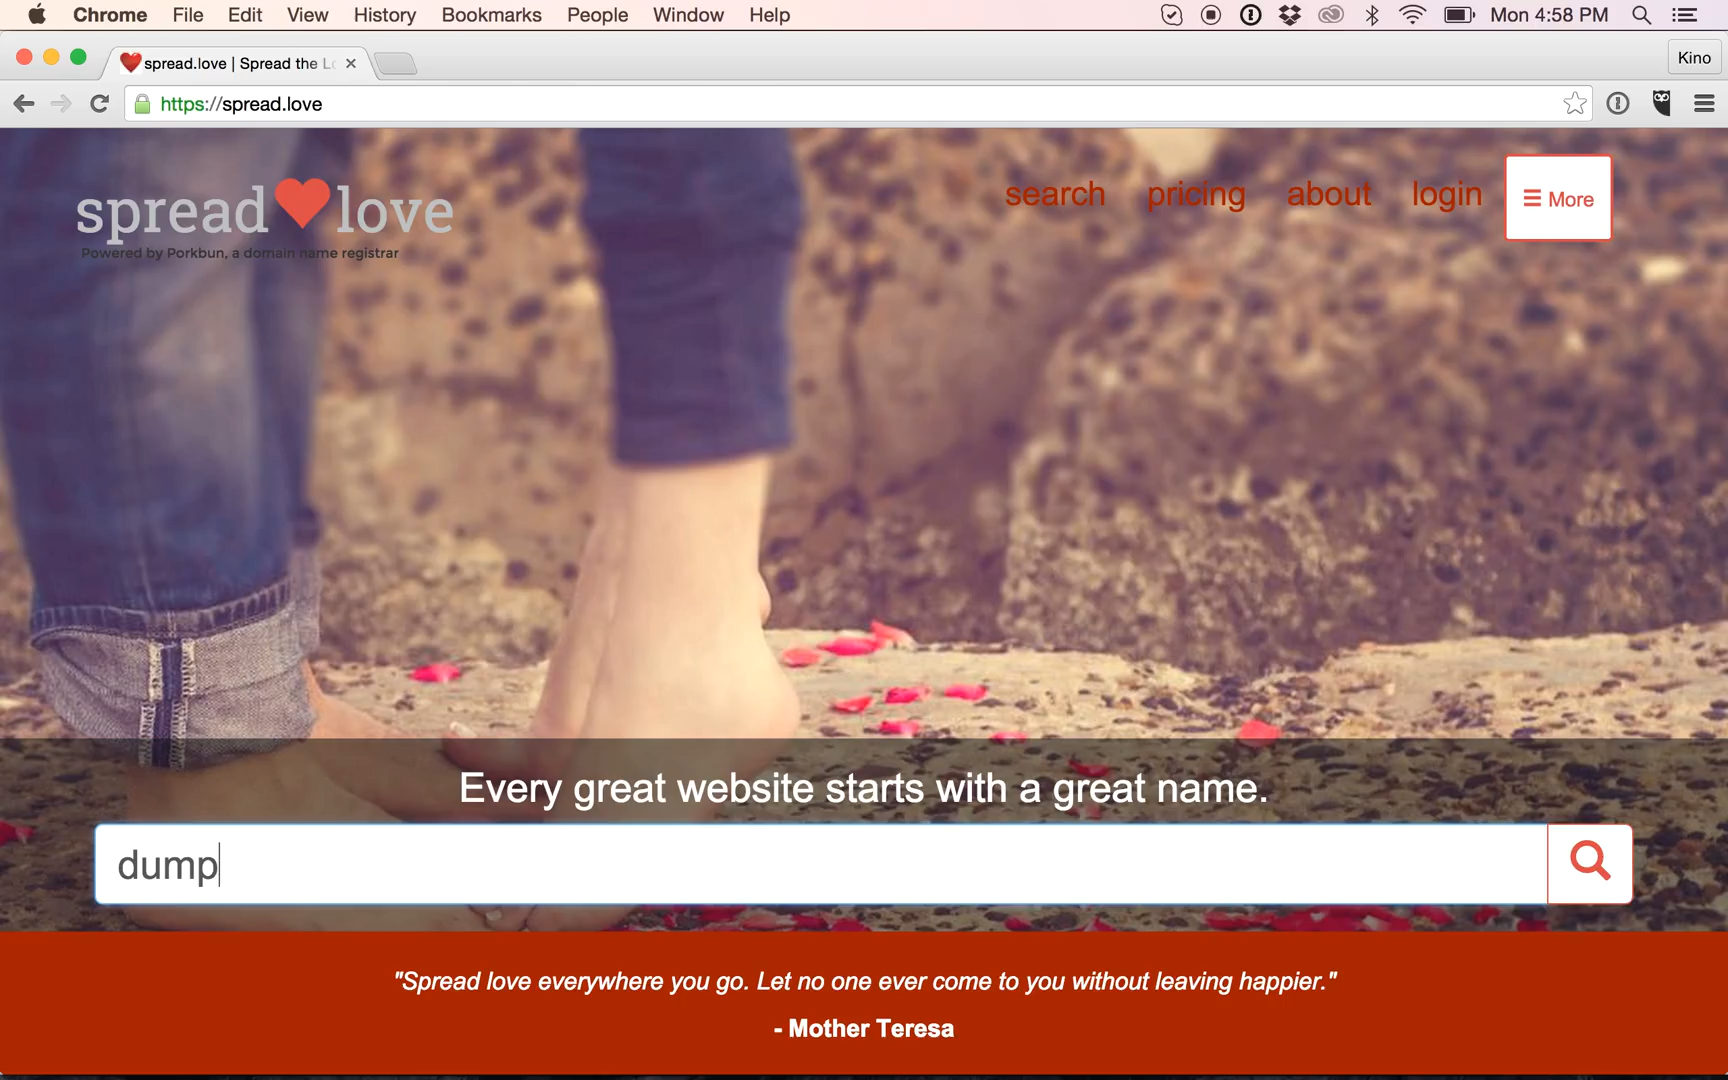 Chrome File Edit View History Bookmarks People Window Help Mon 4:58 PM
spread.love | Spread the Lo
Kino
https://spread.love
spread love
Powered by Porkbun, a domain name registrar
search pricing about login More
Every great website starts with a great name.
dump
"Spread love everywhere you go. Let no one ever come to you without leaving happier."
- Mother Teresa